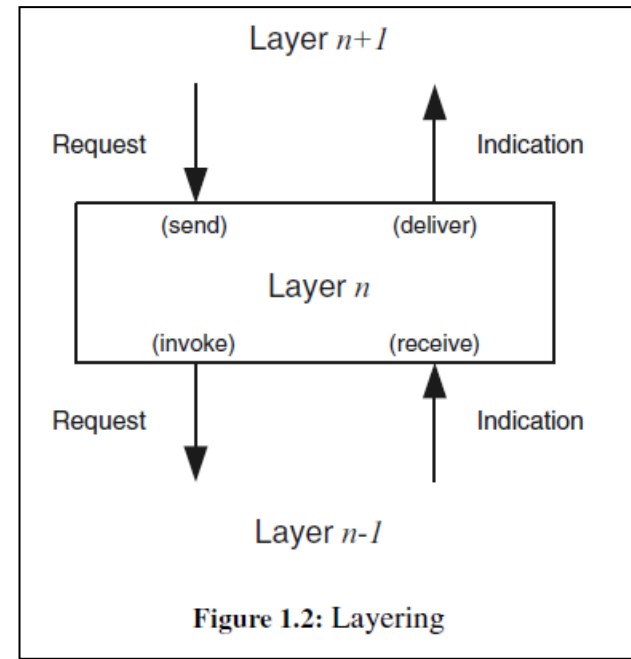 Layer n+1
Request Indication
(send) (deliver)
Layer n
(invoke) (receive)
Request Indication
Layer n-1
Figure 1.2: Layering